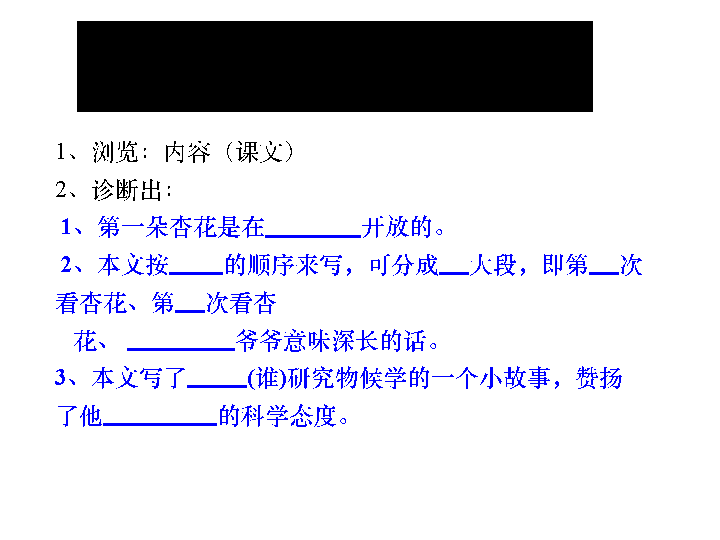 1、浏览：内容（课文）
2、诊断出：
1、第一朵杏花是在________开放的。
2、本文按____的顺序来写，可分成__大段，即第__次
看杏花、第__次看杏
花、 _________爷爷意味深长的话。
3、本文写了_____(谁)研究物候学的一个小故事，赞扬
了他_________的科学态度。